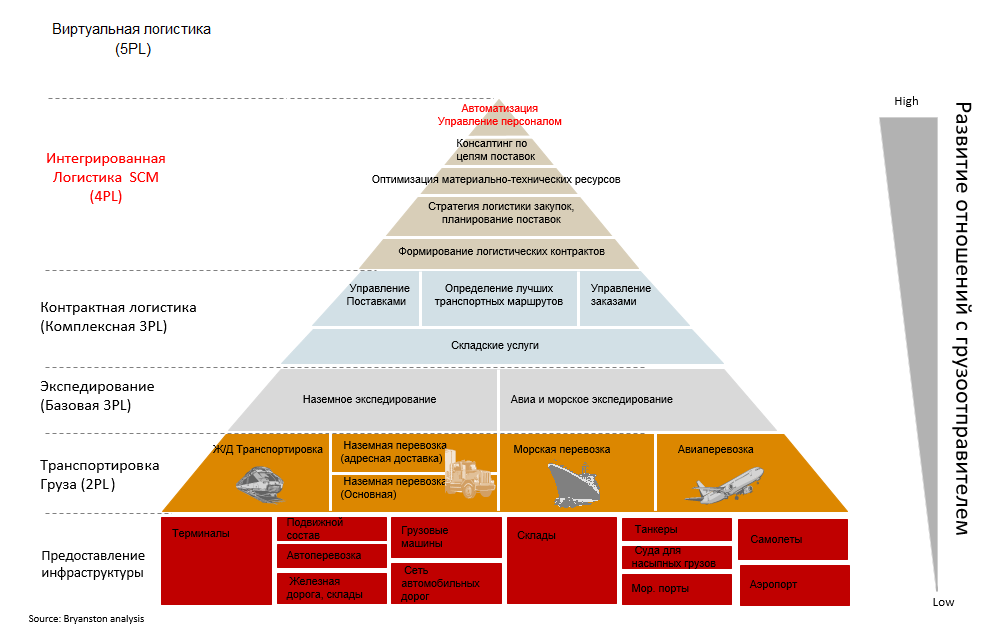 Виртуальная логистика
(5PL)
High
Автоматизация
Управление персоналом
Консалтинг по
цепям поставок
Интегрированная
Логистика SCM
(4PL)
Оптимизация материально-технических ресурсов
Стратегия логистики закупок,
планирование поставок
Формирование логистических контрактов
Контрактная логистика
(Комплексная 3PL)
Управление
Поставками
Определение лучших
транспортных маршрутов
Управление
заказами
Складские услуги
Экспедирование
(Базовая 3PL)
Наземное экспедирование
Авиа и морское экспедирование
Транспортировка
Груза (2PL)
Ж/Д Транспортировка
Наземная перевозка
(адресная доставка)
Наземная перевозка
(Основная)
Морская перевозка
Авиаперевозка
Предоставление
инфраструктуры
Терминалы
Подвижной
состав
Автоперевозка
Железная
дорога, склады
Грузовые
машины
Сеть
автомобильных
дорог
Склады
Танкеры
Суда для
насыпных грузов
Мор. порты
Самолеты
Аэропорт
Развитие отношений с грузоотправителем
Low
Source: Bryanston analysis